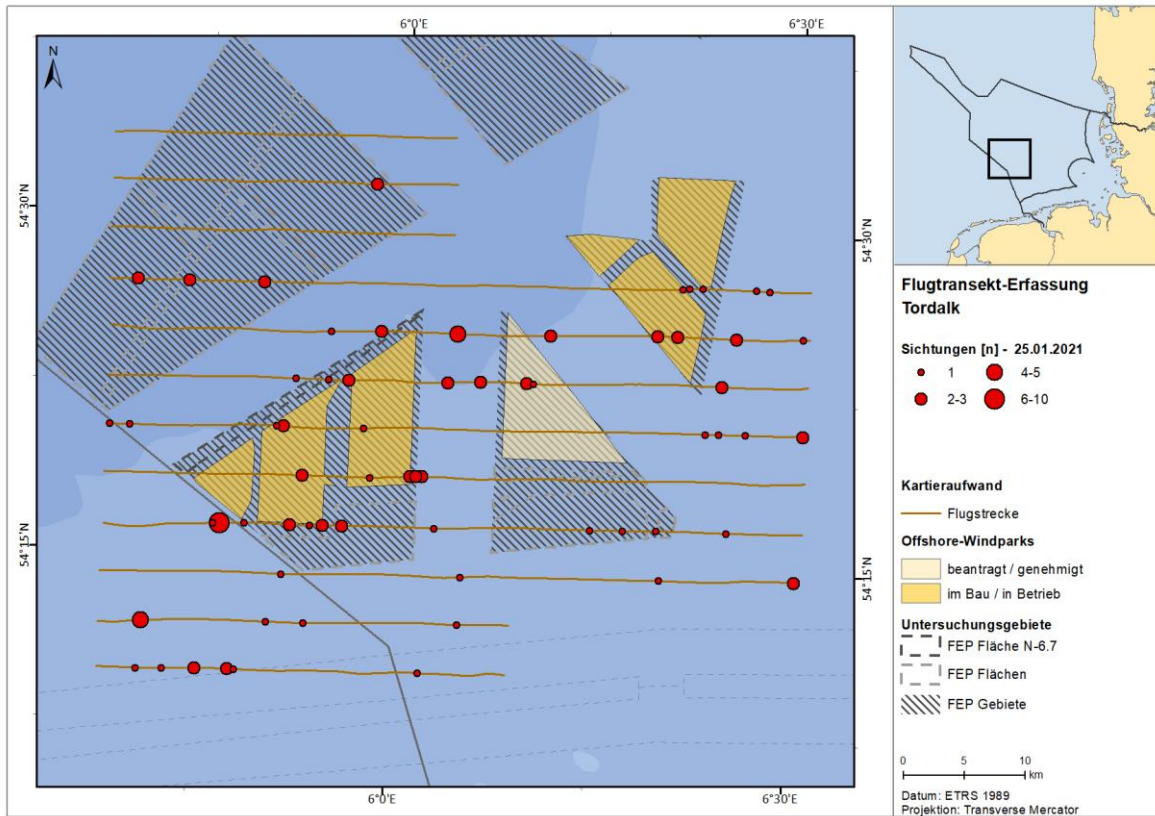 6°0'E
6°30'E
N
54°30'N
54°30'N
54°15'N
54°15'N
6°0'E
6°30'E
Flugtransekt-Erfassung
Tordalk
Sichtungen [n] - 25.01.2021
1
4-5
2-3
6-10
Kartieraufwand
Flugstrecke
Offshore-Windparks
beantragt / genehmigt
im Bau / in Betrieb
Untersuchungsgebiete
FEP Fläche N-6.7
FEP Flächen
FEP Gebiete
0 5 10
km
Datum: ETRS 1989
Projektion: Transverse Mercator